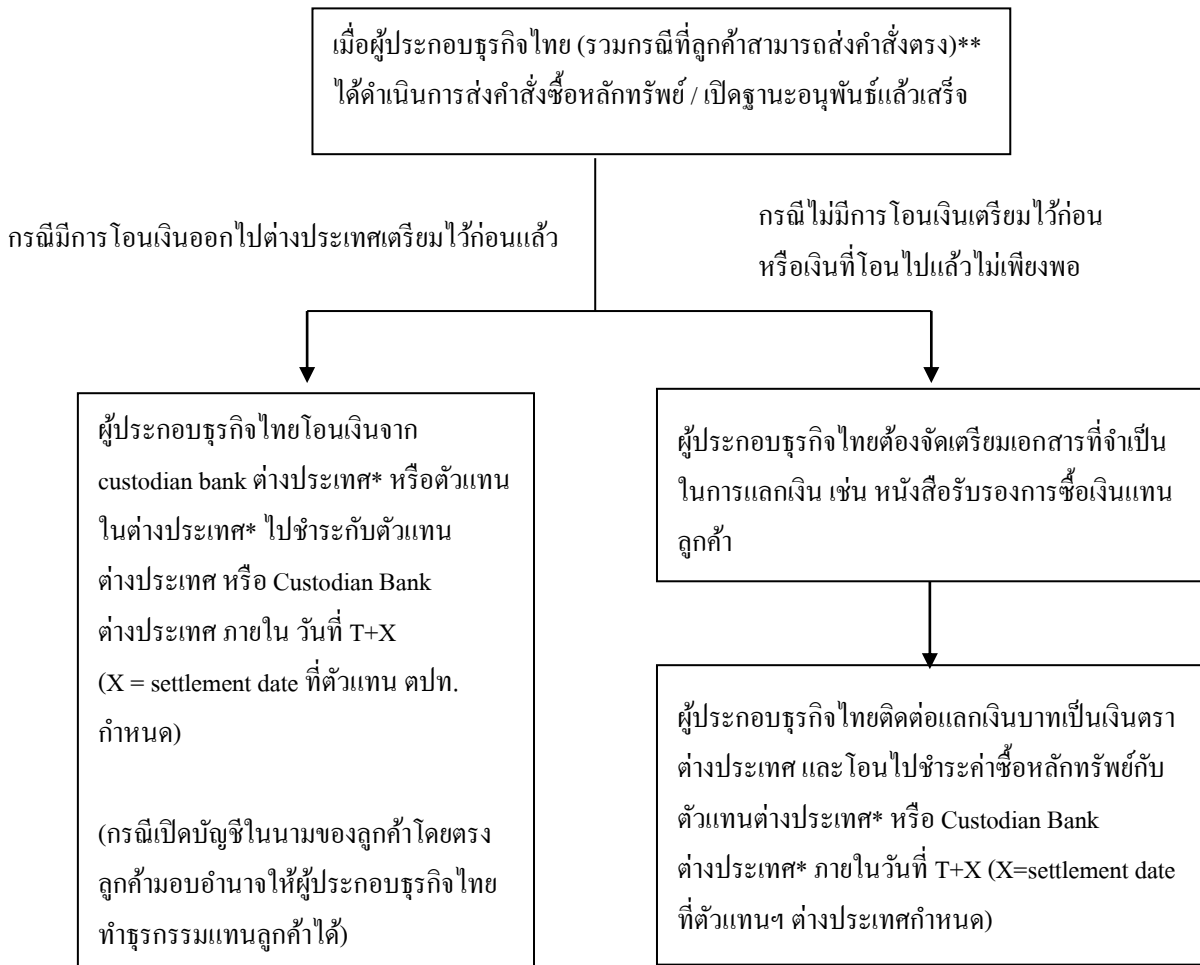 เมื่อผู้ประกอบธุรกิจไทย (รวมกรณีที่ลูกค้าสามารถส่งคำสั่งตรง)**
ได้ดำเนินการส่งคำสั่งซื้อหลักทรัพย์ / เปิดฐานะอนุพันธ์แล้วเสร็จ
กรณีมีการโอนเงินออกไปต่างประเทศเตรียมไว้ก่อนแล้ว
กรณีไม่มีการโอนเงินเตรียมไว้ก่อน
หรือเงินที่โอนไปแล้วไม่เพียงพอ
ผู้ประกอบธุรกิจไทยโอนเงินจาก
custodian bank ต่างประเทศ* หรือตัวแทน
ในต่างประเทศ* ไปชำระกับตัวแทน
ต่างประเทศ หรือ Custodian Bank
ต่างประเทศ ภายใน วันที่ T+X
(X = settlement date ที่ตัวแทน ตปท.
กำหนด)
(กรณีเปิดบัญชีในนามของลูกค้าโดยตรง
ลูกค้ามอบอำนาจให้ผู้ประกอบธุรกิจไทย
ทำธุรกรรมแทนลูกค้าได้)
ผู้ประกอบธุรกิจไทยต้องจัดเตรียมเอกสารที่จำเป็น
ในการแลกเงิน เช่น หนังสือรับรองการซื้อเงินแทน
ลูกค้า
ผู้ประกอบธุรกิจไทยติดต่อแลกเงินบาทเป็นเงินตรา
ต่างประเทศ และโอนไปชำระค่าซื้อหลักทรัพย์กับ
ตัวแทนต่างประเทศ* หรือ Custodian Bank
ต่างประเทศ* ภายในวันที่ T+X (X=settlement date
ที่ตัวแทนฯ ต่างประเทศกำหนด)